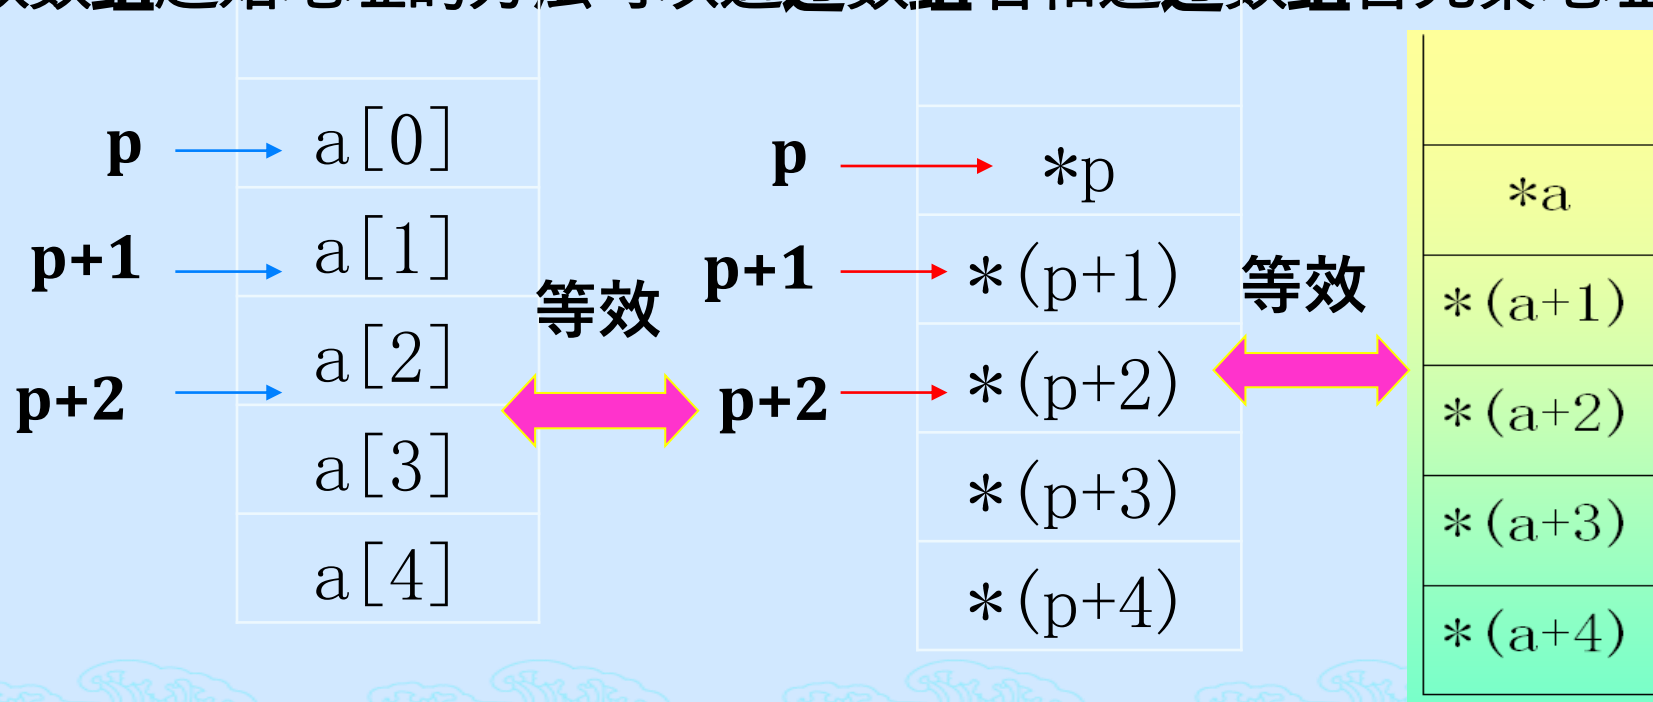 p
a[0]
p+1
a[1]
p+2
a[2]
a[3]
a[4]
等效
p
*p
p+1
*(p+1)
p+2
*(p+2)
*(p+3)
*(p+4)
等效
*a
*(a+1)
*(a+2)
*(a+3)
*(a+4)